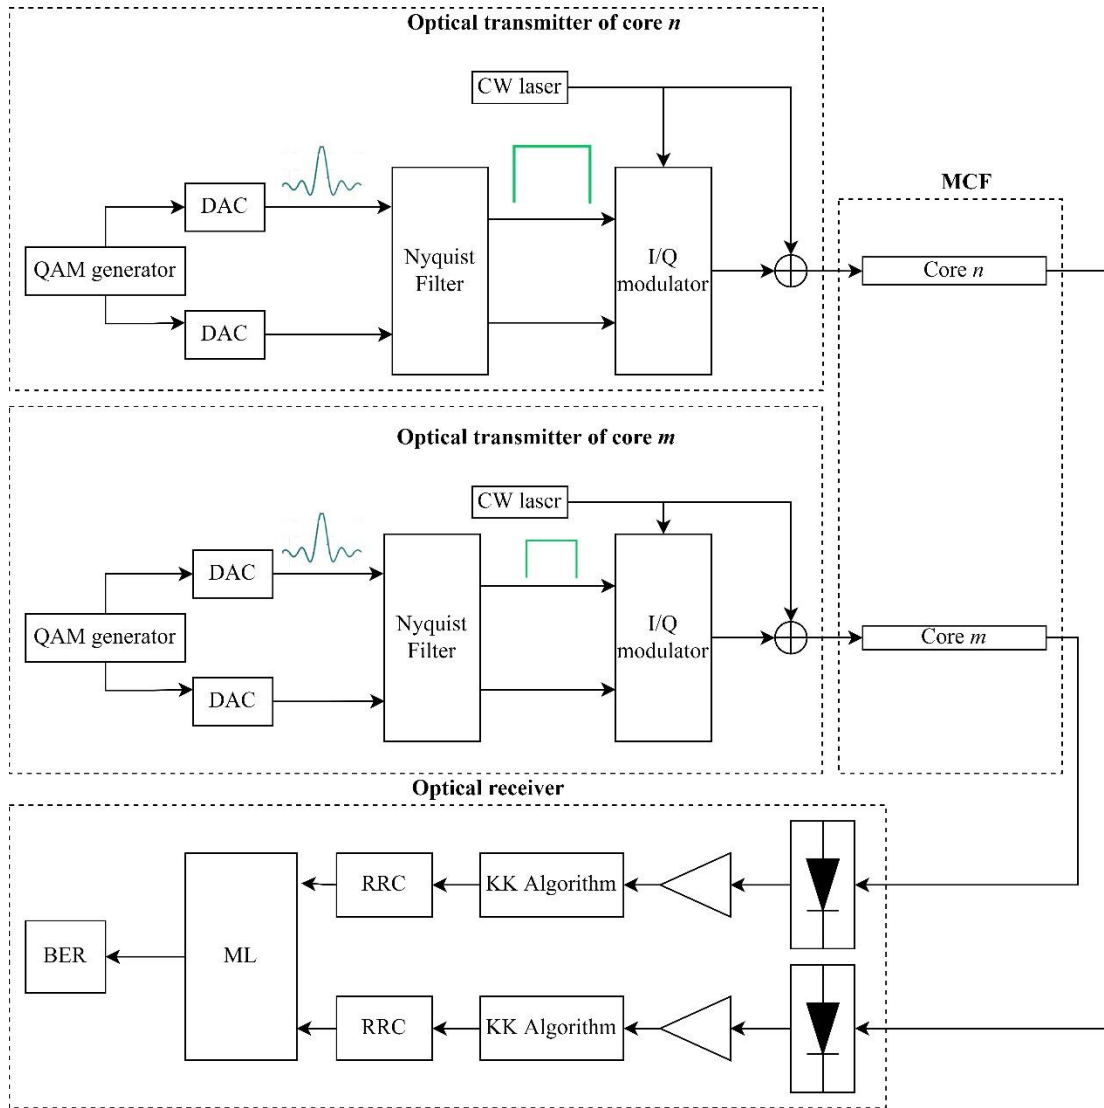 Optical transmitter of core n
CW laser
MCF
DAC
QAM generator
DAC
Nyquist
Filter
I/Q
modulator
Core n
Optical transmitter of core m
CW laser
DAC
QAM generator
DAC
Nyquist
Filter
I/Q
modulator
Core m
Optical receiver
BER
ML
RRC
KK Algorithm
RRC
KK Algorithm